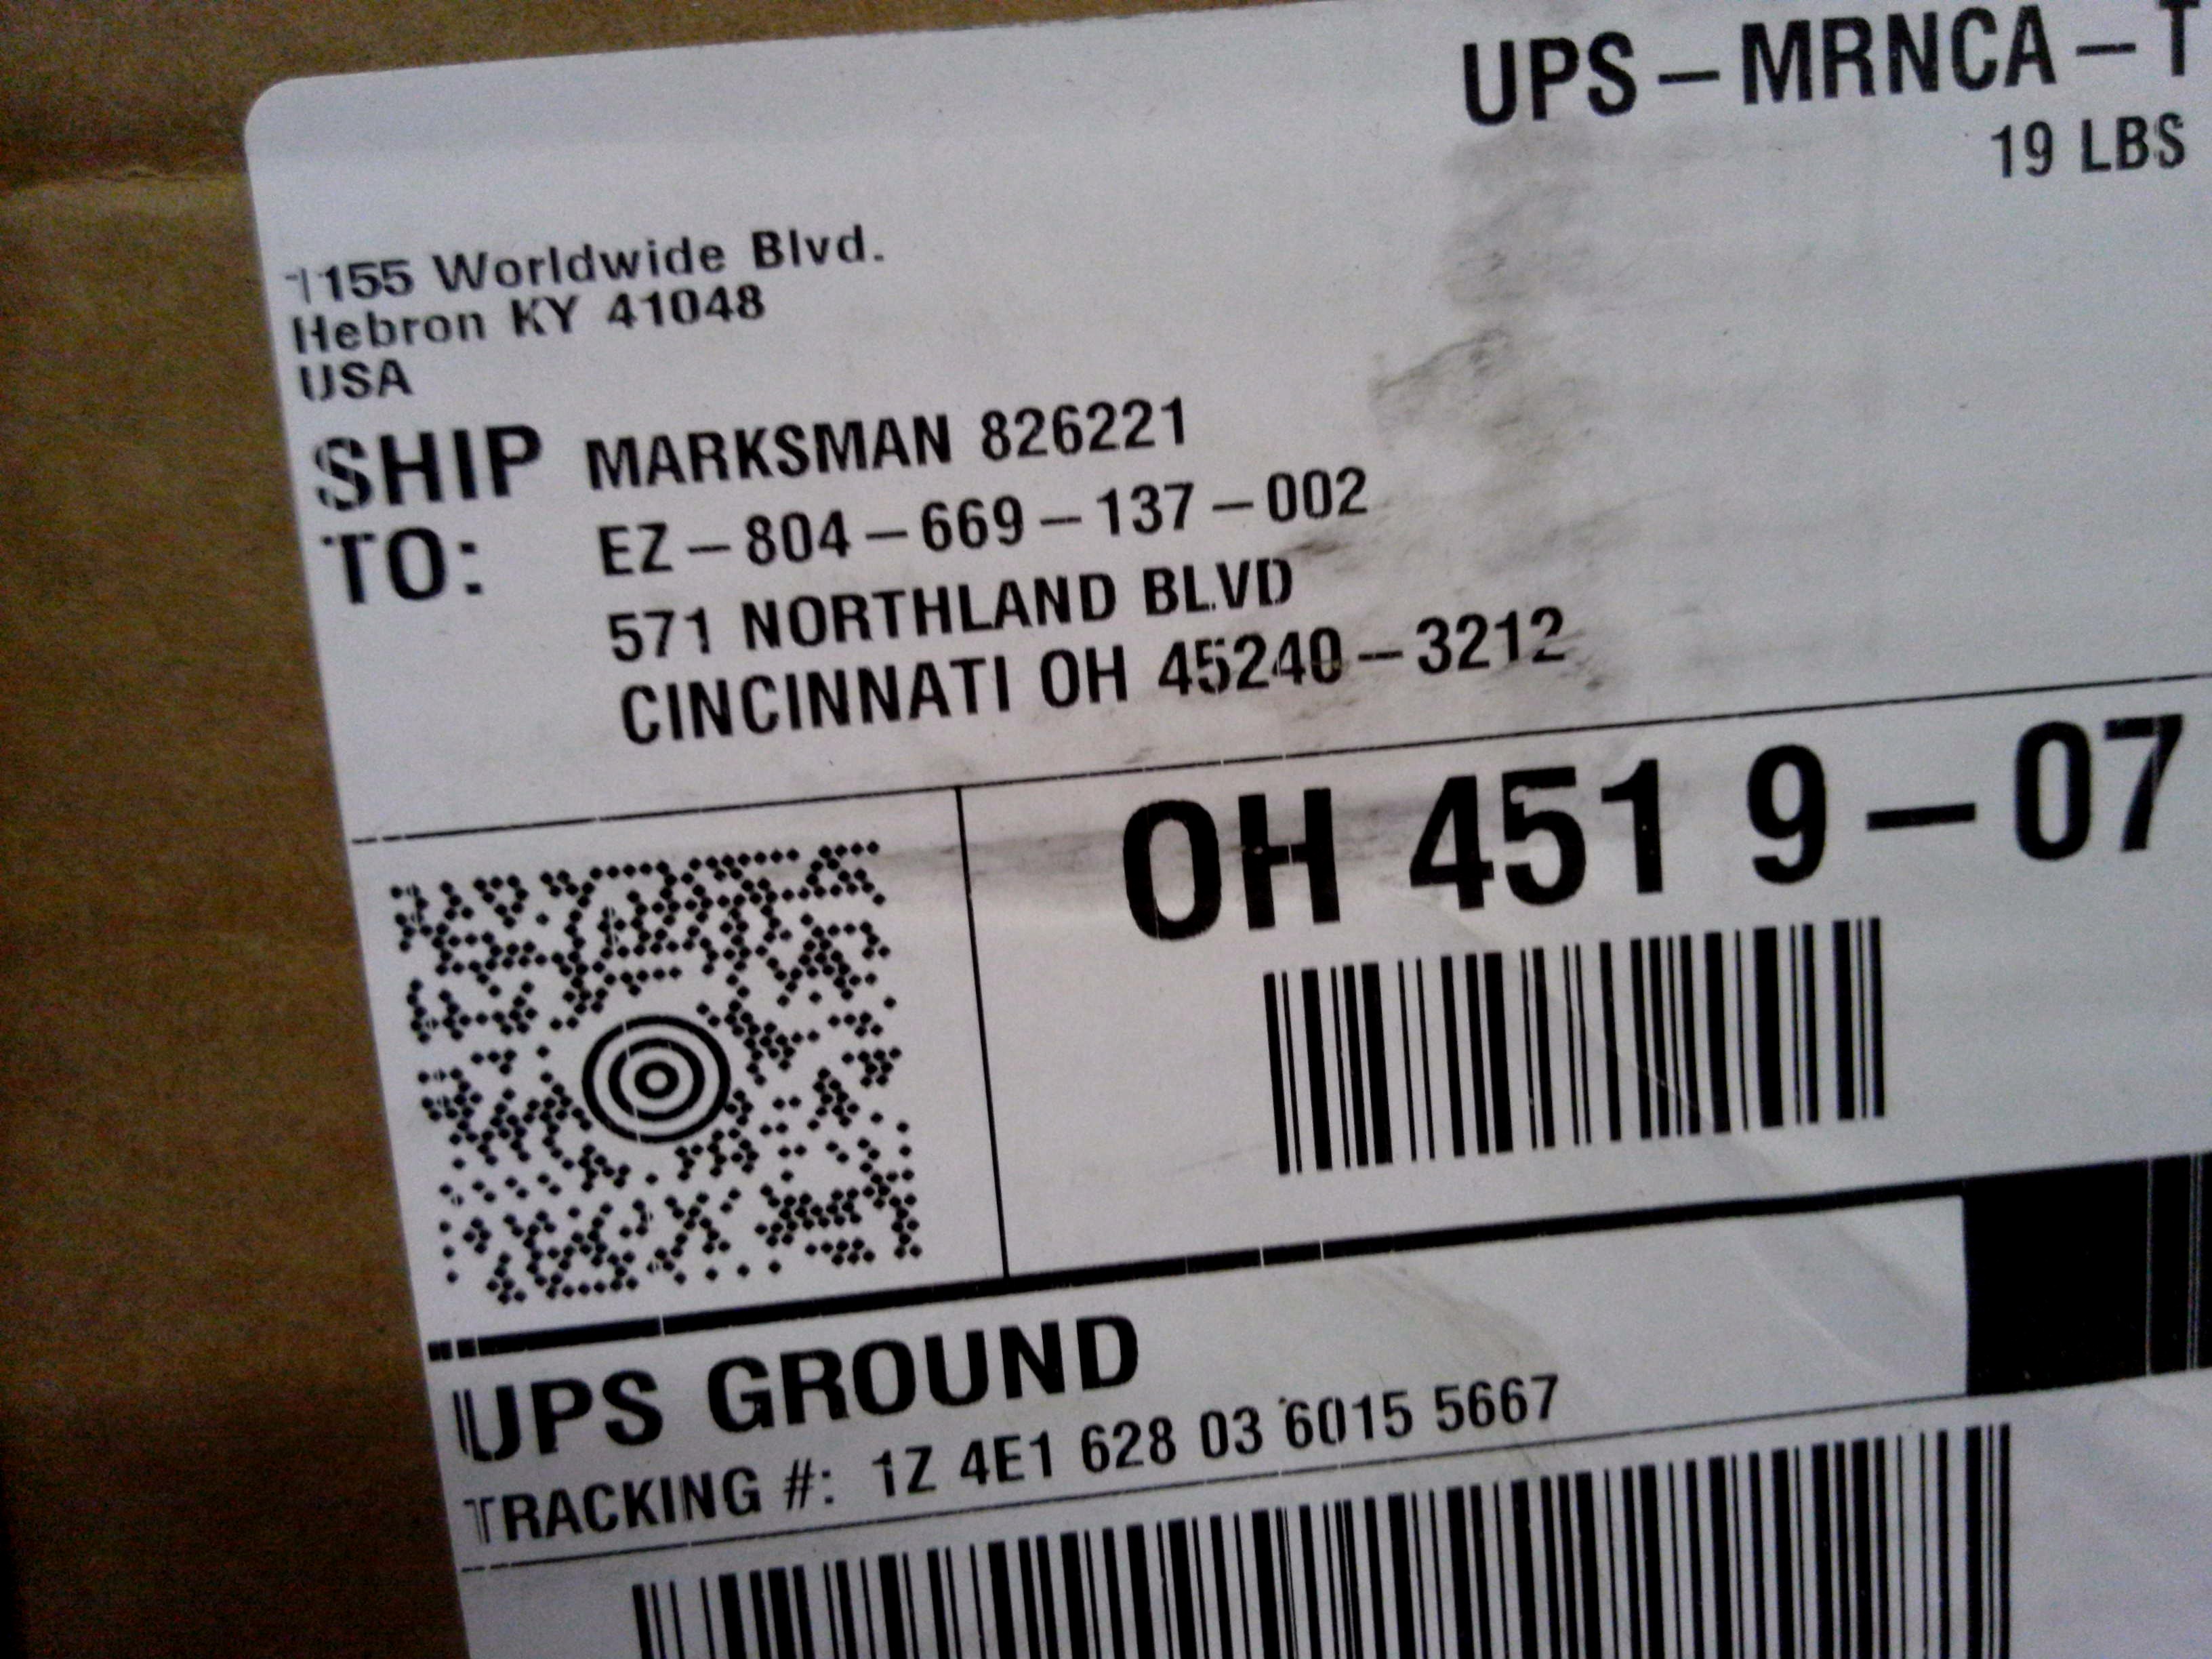 UPS – MRNCA – T
19 LBS
1155 Worldwide Blvd.
Hebron KY 41048
USA
SHIP TO: MARKSMAN 826221
EZ – 804 – 669 – 137 – 002
571 NORTHLAND BLVD
CINCINNATI OH 45240 – 3212
OH 451 9 – 07
UPS GROUND
TRACKING #: 1Z 4E1 628 03 6015 5667